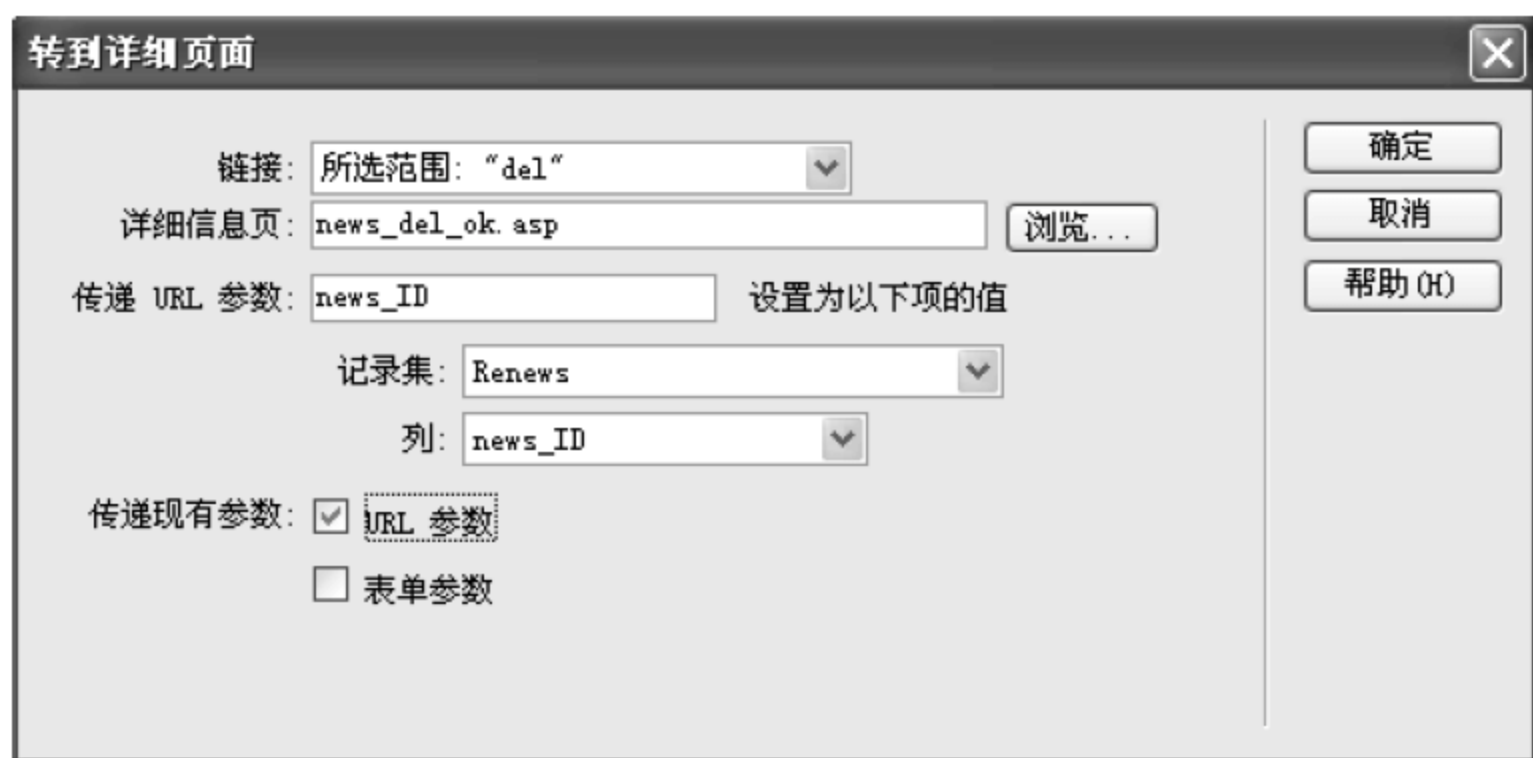 转到详细页面
链接: 所选范围: "del"
详细信息页: news_del_ok.asp 浏览...
传递 URL 参数: news_ID 设置为以下项的值
记录集: Renews
列: news_ID
传递现有参数: URL 参数
表单参数
确定
取消
帮助(H)